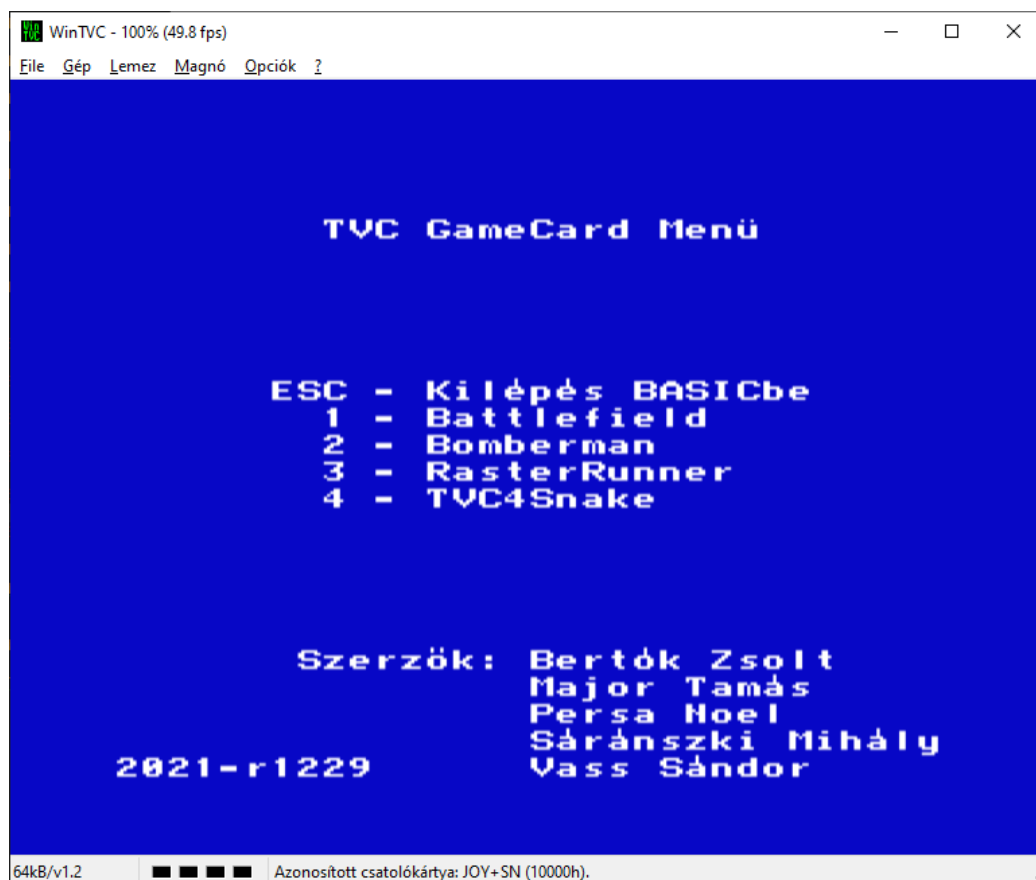 WinTVC - 100% (49.8 fps)
File Gép Lemez Magnó Opciók ?
TVC GameCard Menü
ESC - Kilépés BASICbe
1 - Battlefield
2 - Bomberman
3 - RasterRunner
4 - TVC4Snake
Szerzök: Bertók Zsolt
Major Tamás
Persa Noel
Sáránszki Mihály
2021-r1229 Vass Sándor
64kB/v1.2 Azonosított csatolókártya: JOY+SN (10000h).